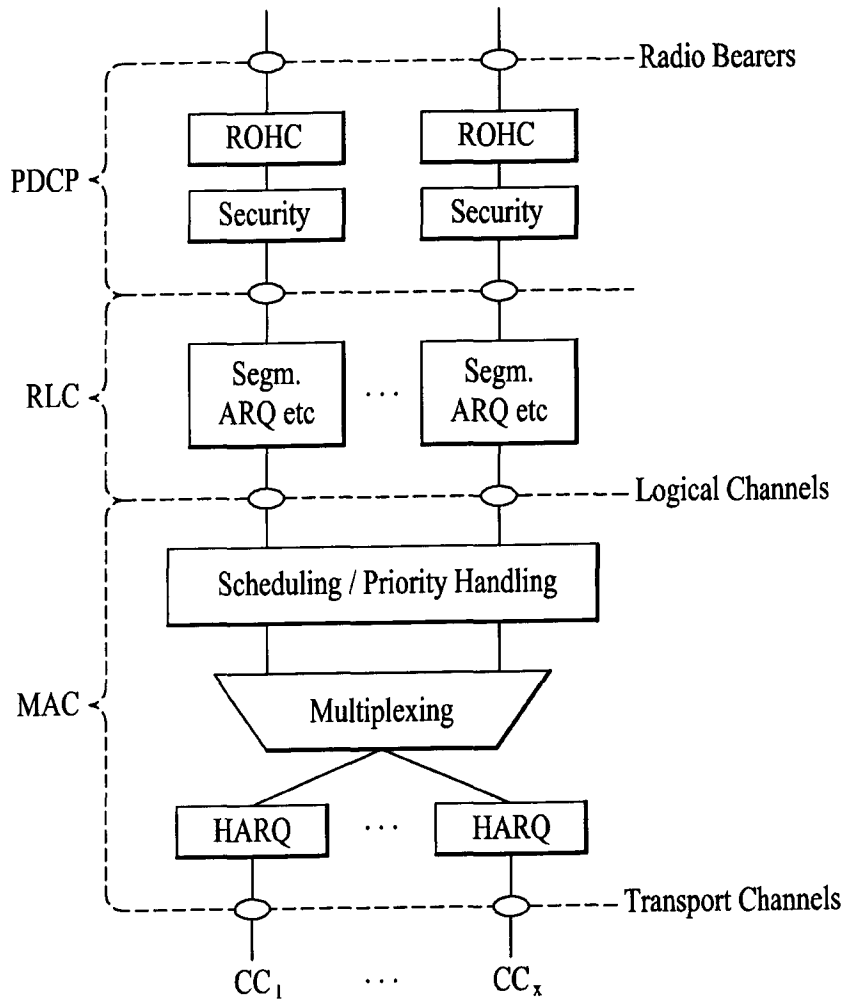 Radio Bearers
ROHC ROHC
PDCP
Security Security
Segm. ARQ etc ... Segm. ARQ etc
RLC
Logical Channels
Scheduling / Priority Handling
MAC
Multiplexing
HARQ ... HARQ
Transport Channels
CC1 ... CCx